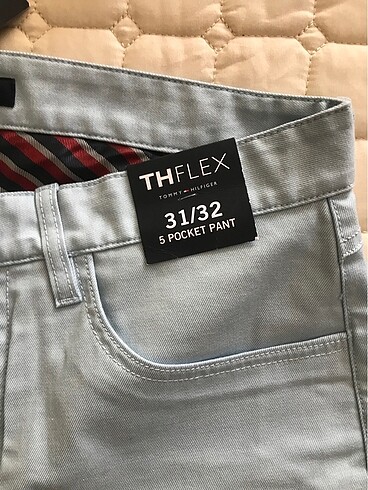 THFLEX
TOMMY HILFIGER
31/32
5 POCKET PANT